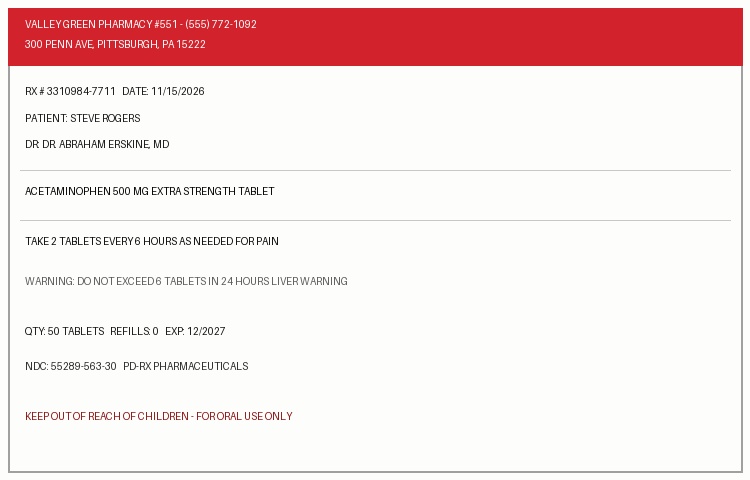 VALLEY GREEN PHARMACY #551 - (555) 772-1092
300 PENN AVE, PITTSBURGH, PA 15222
RX # 3310984-7711 DATE: 11/15/2026
PATIENT: STEVE ROGERS
DR: DR. ABRAHAM ERSKINE, MD
ACETAMINOPHEN 500 MG EXTRA STRENGTH TABLET
TAKE 2 TABLETS EVERY 6 HOURS AS NEEDED FOR PAIN
WARNING: DO NOT EXCEED 6 TABLETS IN 24 HOURS LIVER WARNING
QTY: 50 TABLETS REFILLS: 0 EXP: 12/2027
NDC: 55289-563-30 PD-RX PHARMACEUTICALS
KEEP OUT OF REACH OF CHILDREN - FOR ORAL USE ONLY